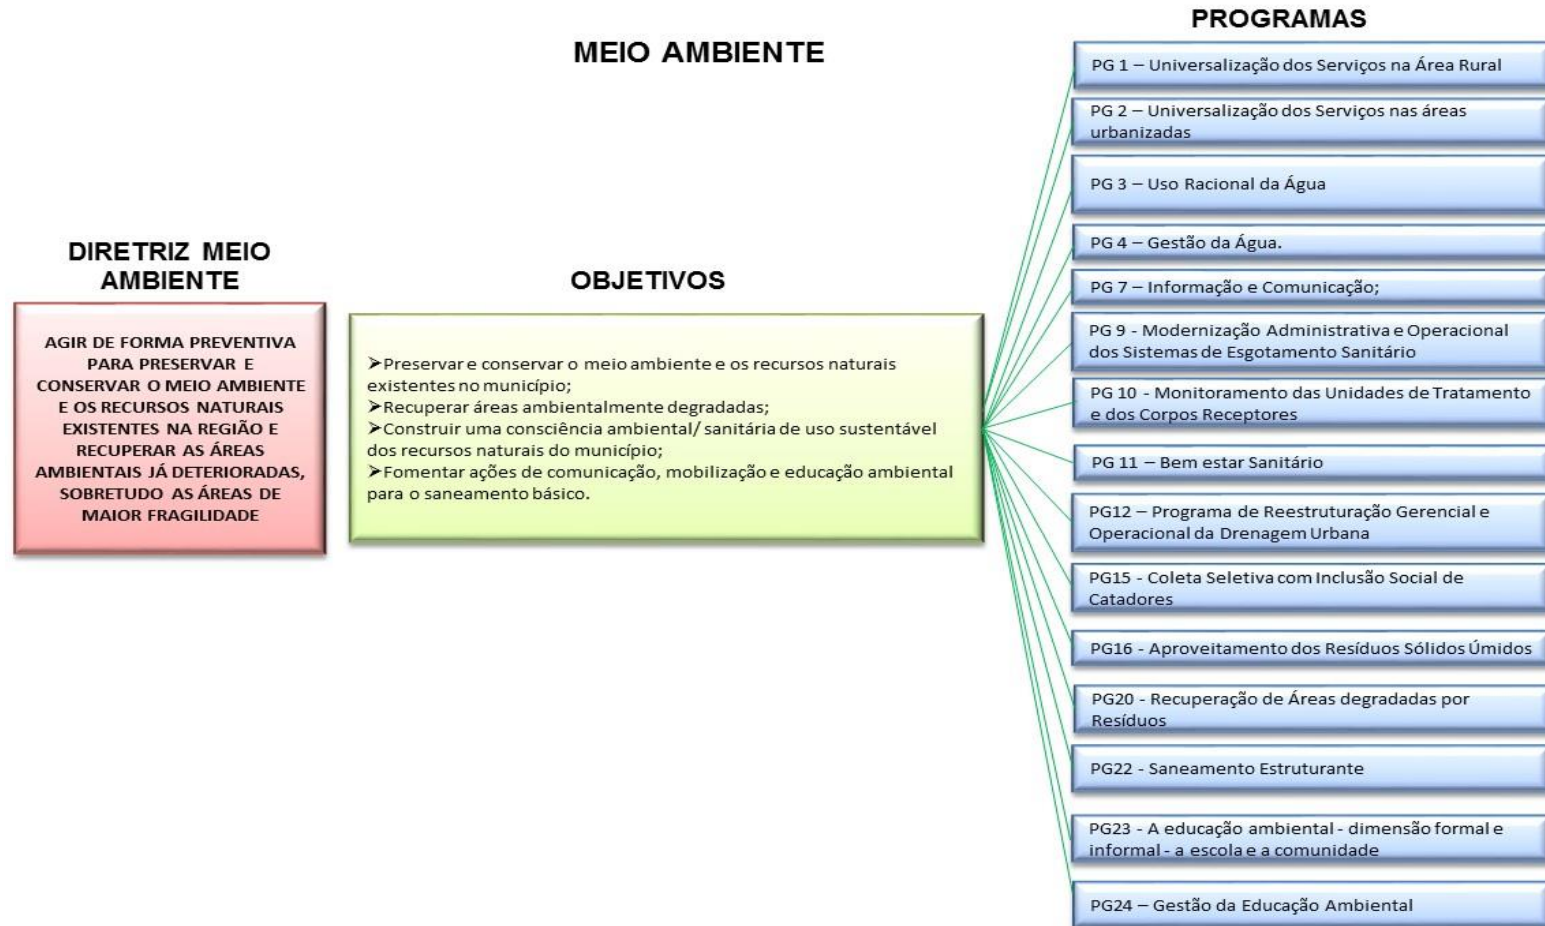 MEIO AMBIENTE
DIRETRIZ MEIO
AMBIENTE
AGIR DE FORMA PREVENTIVA
PARA PRESERVAR E
CONSERVAR O MEIO AMBIENTE
E OS RECURSOS NATURAIS
EXISTENTES NA REGIÃO E
RECUPERAR AS ÁREAS
AMBIENTAIS JÁ DETERIORADAS,
SOBRETUDO AS ÁREAS DE
MAIOR FRAGILIDADE
OBJETIVOS
➢Preservar e conservar o meio ambiente e os recursos naturais
existentes no município;
➢Recuperar áreas ambientalmente degradadas;
➢Construir uma consciência ambiental/ sanitária de uso sustentável
dos recursos naturais do município;
➢Fomentar ações de comunicação, mobilização e educação ambiental
para o saneamento básico.
PROGRAMAS
PG 1 – Universalização dos Serviços na Área Rural
PG 2 – Universalização dos Serviços nas áreas
urbanizadas
PG 3 – Uso Racional da Água
PG 4 – Gestão da Água.
PG 7 – Informação e Comunicação;
PG 9 - Modernização Administrativa e Operacional
dos Sistemas de Esgotamento Sanitário
PG 10 - Monitoramento das Unidades de Tratamento
e dos Corpos Receptores
PG 11 – Bem estar Sanitário
PG12 – Programa de Reestruturação Gerencial e
Operacional da Drenagem Urbana
PG15 - Coleta Seletiva com Inclusão Social de
Catadores
PG16 - Aproveitamento dos Resíduos Sólidos Úmidos
PG20 - Recuperação de Áreas degradadas por
Resíduos
PG22 - Saneamento Estruturante
PG23 - A educação ambiental - dimensão formal e
informal - a escola e a comunidade
PG24 – Gestão da Educação Ambiental